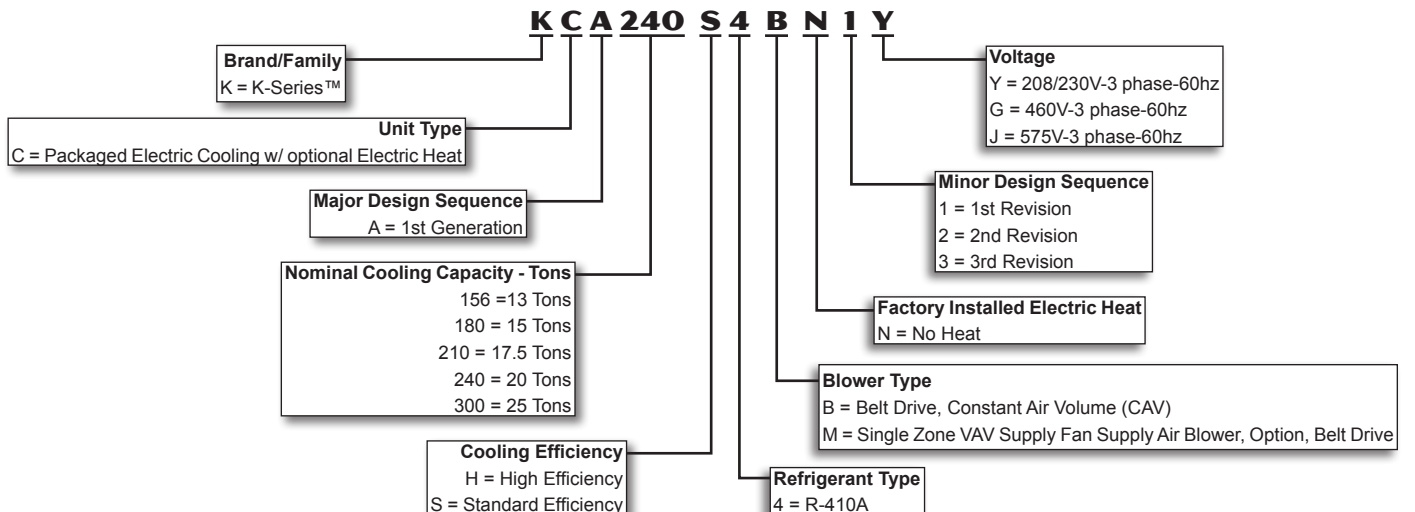 K C A 240 S 4 B N 1 Y
Brand/Family
K = K-Series™
Unit Type
C = Packaged Electric Cooling w/ optional Electric Heat
Major Design Sequence
A = 1st Generation
Nominal Cooling Capacity - Tons
156 =13 Tons
180 = 15 Tons
210 = 17.5 Tons
240 = 20 Tons
300 = 25 Tons
Cooling Efficiency
H = High Efficiency
S = Standard Efficiency
Voltage
Y = 208/230V-3 phase-60hz
G = 460V-3 phase-60hz
J = 575V-3 phase-60hz
Minor Design Sequence
1 = 1st Revision
2 = 2nd Revision
3 = 3rd Revision
Factory Installed Electric Heat
N = No Heat
Blower Type
B = Belt Drive, Constant Air Volume (CAV)
M = Single Zone VAV Supply Fan Supply Air Blower, Option, Belt Drive
Refrigerant Type
4 = R-410A